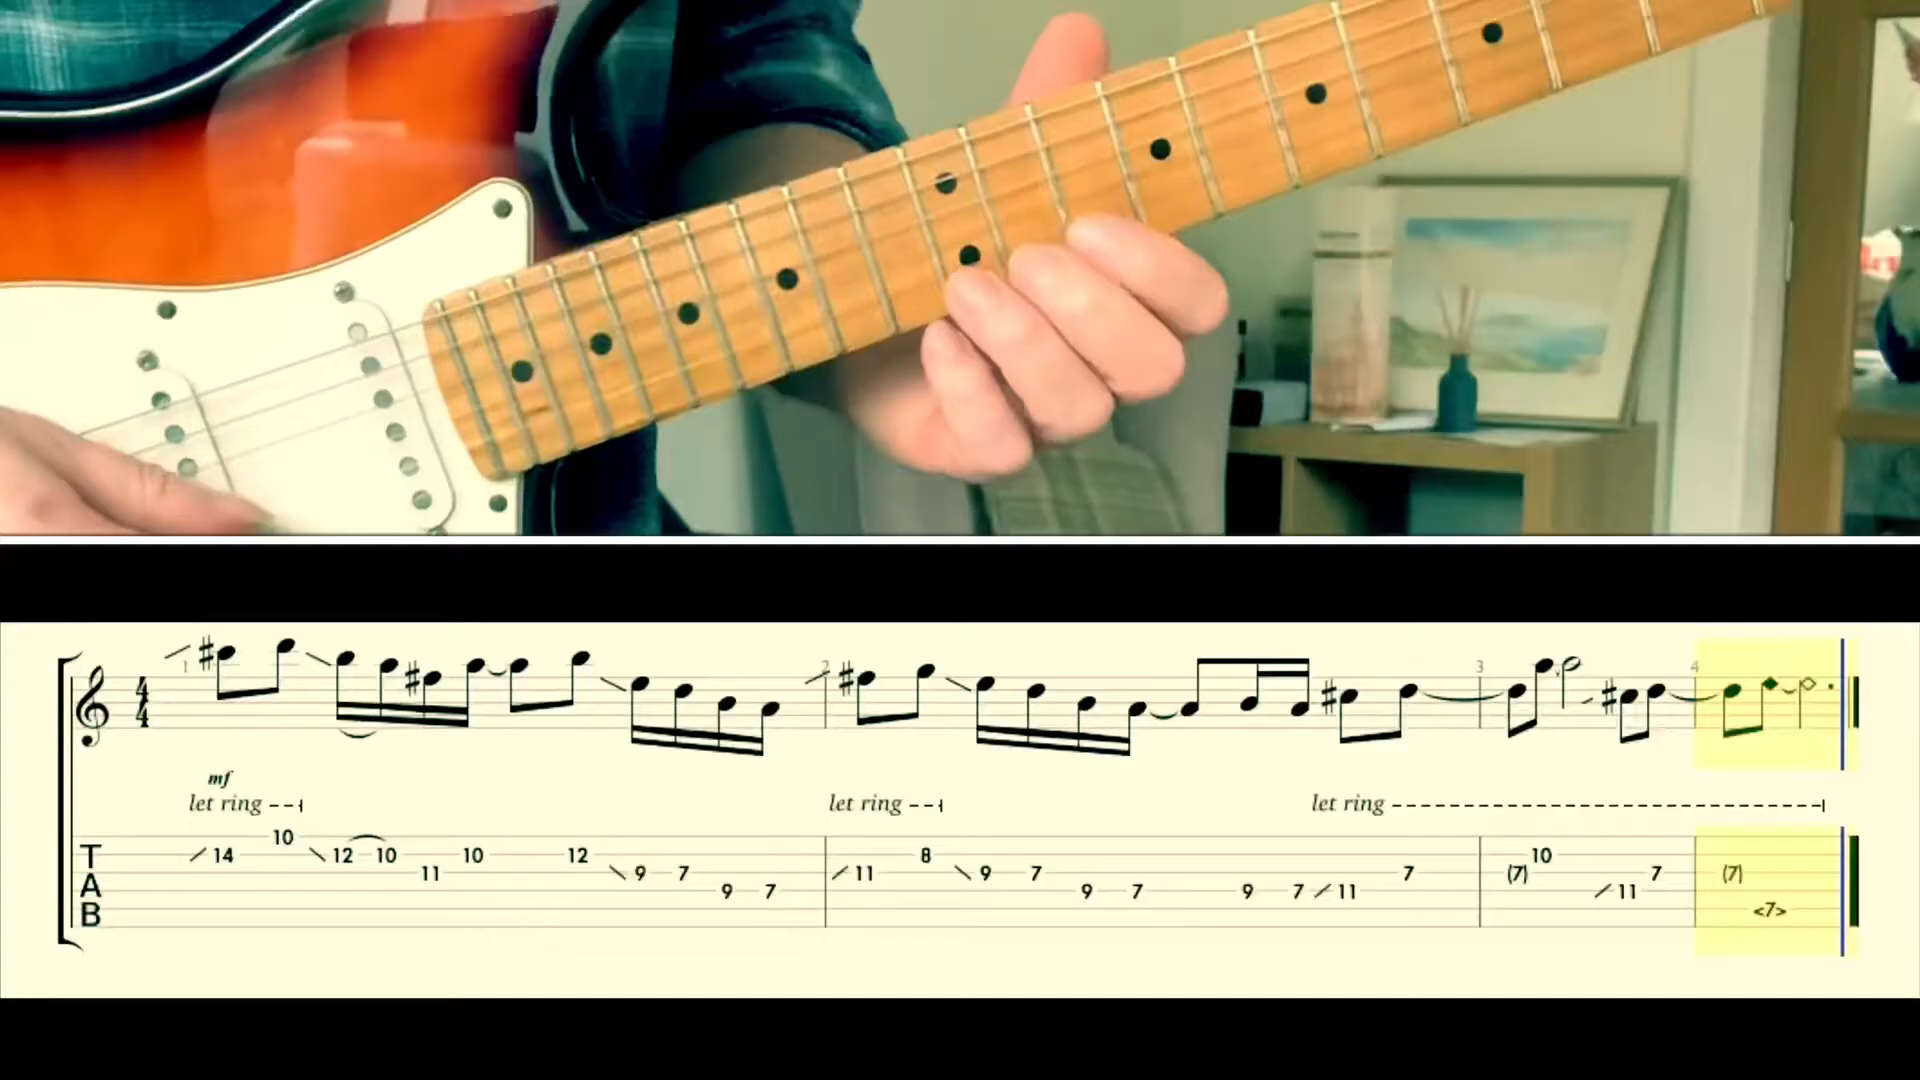 1 2 3 4
4
4
mf
let ring let ring let ring
T
A
B
10
14 12 10 10 12 8 10
11 9 7 11 9 7 7 (7) 7 (7)
9 7 9 7 9 7 11 11
<7>